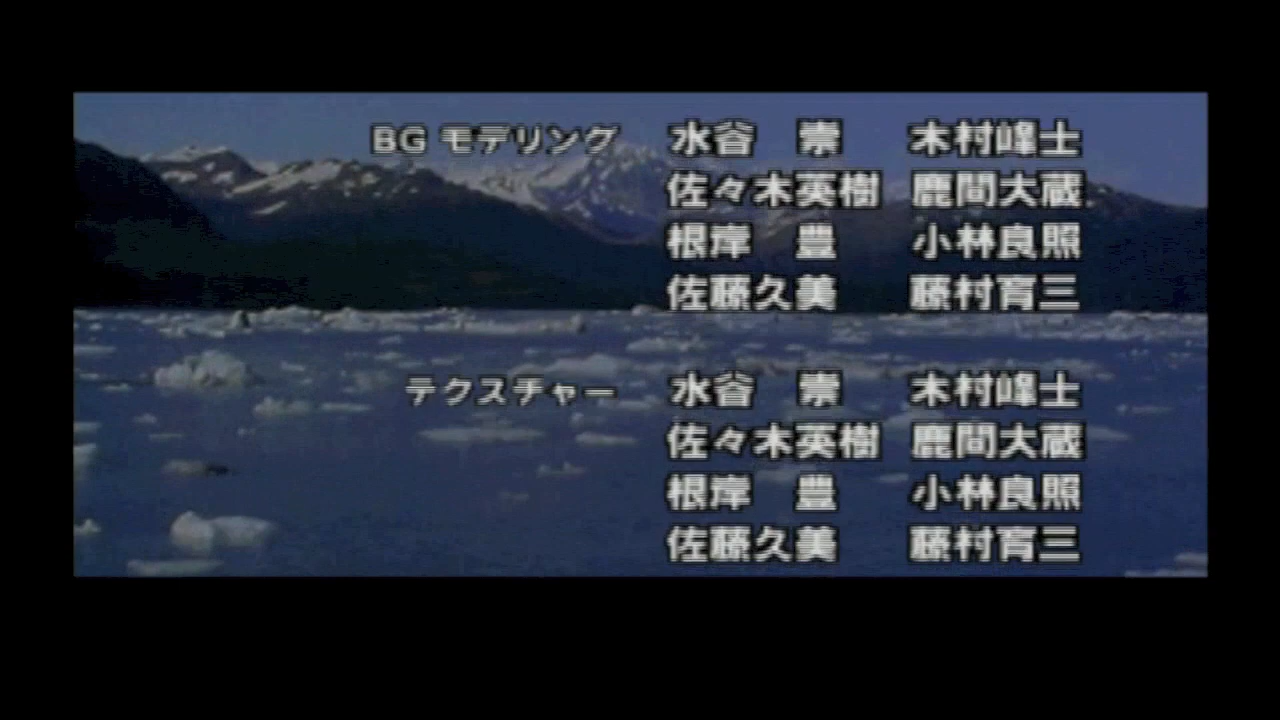 BG モデリング 水谷 崇 木村峰士
佐々木英樹 鹿間大蔵
根岸 豊 小林良照
佐藤久美 藤村育三
テクスチャー 水谷 崇 木村峰士
佐々木英樹 鹿間大蔵
根岸 豊 小林良照
佐藤久美 藤村育三